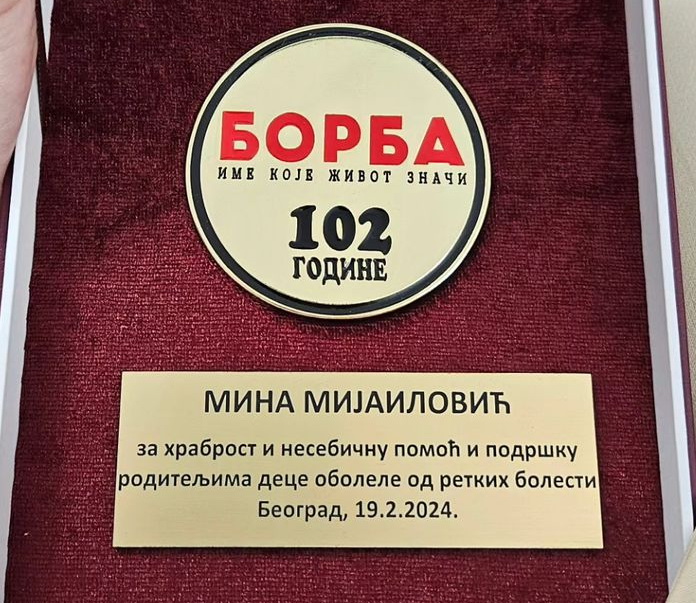 БОРБА
ИМЕ КОЈЕ ЖИВОТ ЗНАЧИ
102
ГОДИНЕ
МИНА МИЈАИЛОВИЋ
за храброст и несебичну помоћ и подршку
родитељима деце оболеле од ретких болести
Београд, 19.2.2024.